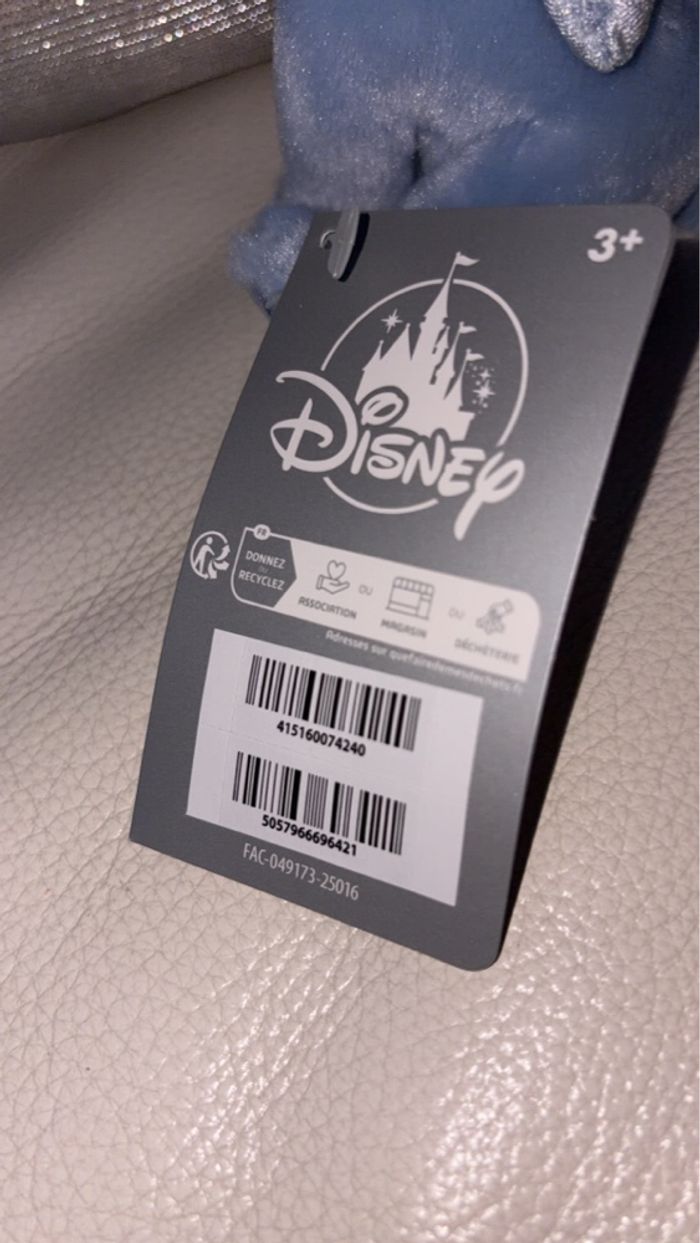 3+
Disney
FR
DONNEZ
OU
RECYCLEZ
ASSOCIATION
OU
MAGASIN
OU
DÉCHÈTERIE
Adresses sur quefairedemesdechets.fr
415160074240
5057966696421
FAC-049173-25016